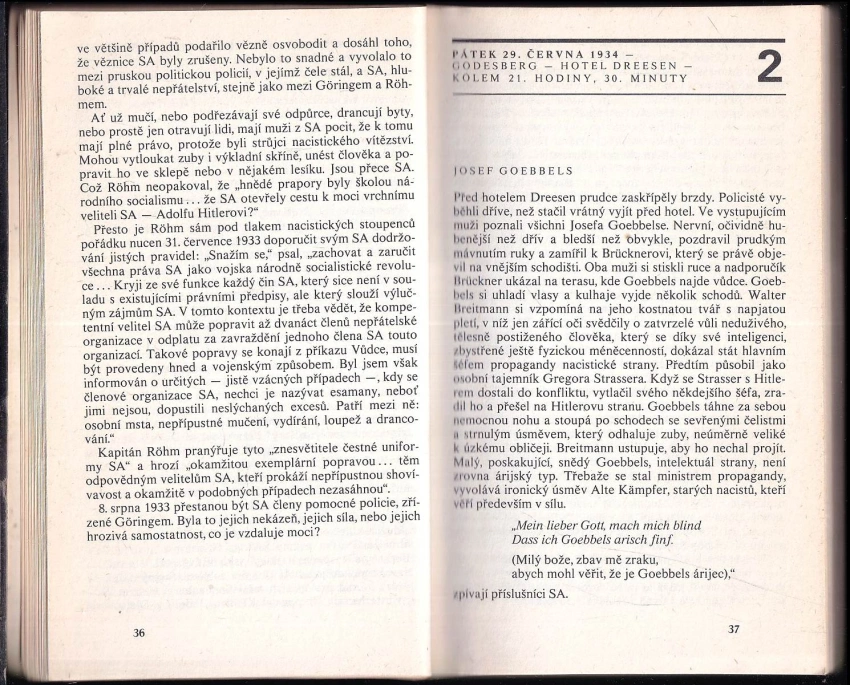 ve většině případů podařilo vězně osvobodit a dosáhl toho,
že věznice SA byly zrušeny. Nebylo to snadné a vyvolalo to
mezi pruskou politickou policií, v jejímž čele stál, a SA, hlu-
boké a trvalé nepřátelství, stejně jako mezi Göringem a Röh-
mem.
Ať už mučí, nebo podřezávají své odpůrce, drancují byty,
nebo prostě jen otravují lidi, mají muži z SA pocit, že k tomu
mají plné právo, protože byli strůjci nacistického vítězství.
Mohou vytloukat zuby i výkladní skříně, unést člověka a po-
pravit ho ve sklepě nebo v nějakém lesíku. Jsou přece SA.
Což Röhm neopakoval, že „hnědé prapory byly školou ná-
rodního socialismu... že SA otevřely cestu k moci vrchnímu
veliteli SA — Adolfu Hitlerovi?“
Přesto je Röhm sám pod tlakem nacistických stoupenců
pořádku nucen 31. července 1933 doporučit svým SA dodržo-
vání jistých pravidel: „Snažím se,“ psal, „zachovat a zaručit
všechna práva SA jako vojska národně socialistické revolu-
ce... Kryji ze své funkce každý čin SA, který sice není v sou-
ladu s existujícími právními předpisy, ale který slouží výluč-
ným zájmům SA. V tomto kontextu je třeba vědět, že kompe-
tentní velitel SA může popravit až dvanáct členů nepřátelské
organizace v odplatu za zavraždění jednoho člena SA touto
organizací. Takové popravy se konají z příkazu Vůdce, musí
být provedeny hned a vojenským způsobem. Byl jsem však
informován o určitých — jistě vzácných případech —, kdy se
členové organizace SA, nechci je nazývat esamany, neboť
jimi nejsou, dopustili neslýchaných excesů. Patří mezi ně:
osobní msta, nepřípustné mučení, vydírání, loupež a dranco-
vání.“
Kapitán Röhm pranýřuje tyto „znesvětitele čestné unifor-
my SA“ a hrozí „okamžitou exemplární popravou... těm
odpovědným velitelům SA, kteří prokáží nepřípustnou shoví-
vavost a okamžitě v podobných případech nezasáhnou“.
8. srpna 1933 přestanou být SA členy pomocné policie, zří-
zené Göringem. Byla to jejich nekázeň, jejich síla, nebo jejich
hrozivá samostatnost, co je vzdaluje moci?
36
PÁTEK 29. ČERVNA 1934 —
GODESBERG — HOTEL DREESEN —
KOLEM 21. HODINY, 30. MINUTY
2
JOSEF GOEBBELS
Před hotelem Dreesen prudce zaskřípěly brzdy. Policisté vy-
běhli dříve, než stačil vrátný vyjít před hotel. Ve vystupujícím
muži poznali všichni Josefa Goebbelse. Nervní, očividně hu-
benější než dřív a bledší než obvykle, pozdravil prudkým
mávnutím ruky a zamířil k Brücknerovi, který se právě obje-
vil na vnějším schodišti. Oba muži si stiskli ruce a nadporučík
Brückner ukázal na terasu, kde Goebbels najde vůdce. Goeb-
bels si uhladí vlasy a kulhaje vyjde několik schodů. Walter
Breitmann si vzpomíná na jeho kostnatou tvář s napjatou
pletí, v níž jen zářící oči svědčily o zatvrzelé vůli neduživého,
tělesně postiženého člověka, který se díky své inteligenci,
zbystřené ještě fyzickou méněceností, dokázal stát hlavním
šéfem propagandy nacistické strany. Předtím působil jako
osobní tajemník Gregora Strassera. Když se Strasser s Hitle-
rem dostali do konfliktu, vytlačil svého někdejšího šéfa, zra-
dil ho a přešel na Hitlerovu stranu. Goebbels táhne za sebou
nemocnou nohu a stoupá po schodech se sevřenými čelistmi
a strnulým úsměvem, který odhaluje zuby, neúměrně veliké
k úzkému obličeji. Breitmann ustupuje, aby ho nechal projít.
Malý, poskakující, snědý Goebbels, intelektuál strany, není
zrovna árijský typ. Třebaže se stal ministrem propagandy,
vyvolává ironický úsměv Alte Kämpfer, starých nacistů, kteří
věří především v sílu.
„Mein lieber Gott, mach mich blind
Dass ich Goebbels arisch finf.
(Milý bože, zbav mě zraku,
abych mohl věřit, že je Goebbels árijec),“
zpívají příslušníci SA.
37